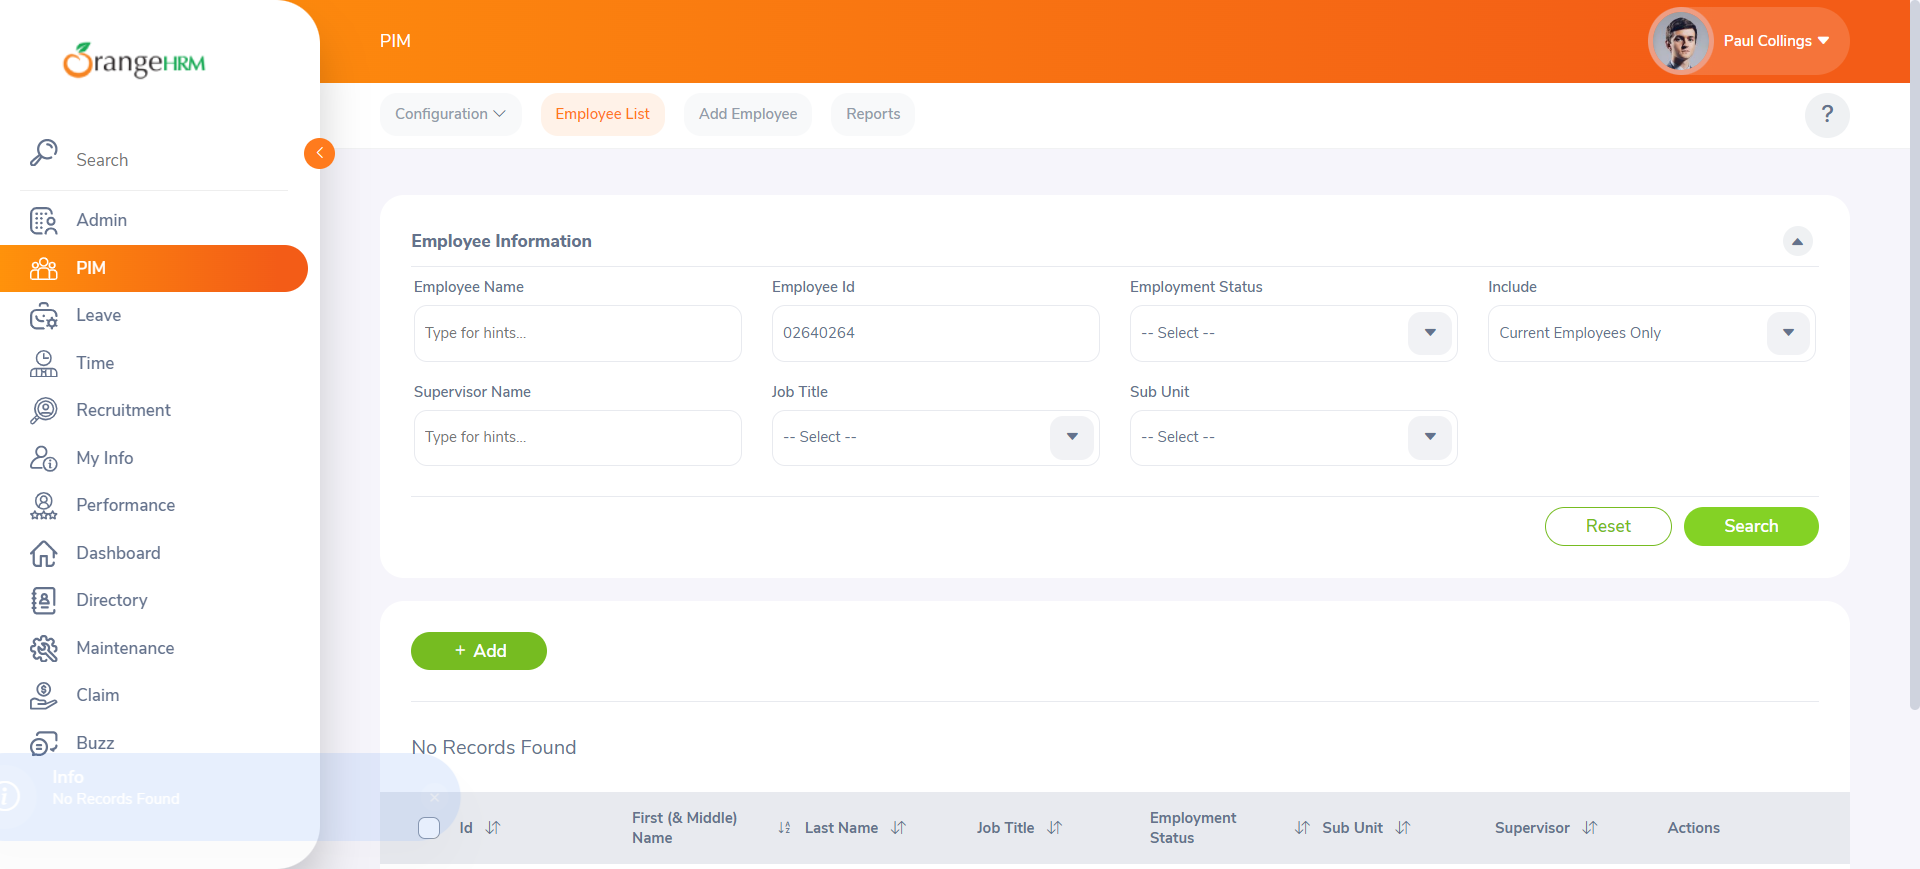 OrangeHRM
PIM
Paul Collings
Configuration
Employee List
Add Employee
Reports
?
Search
Admin
PIM
Leave
Time
Recruitment
My Info
Performance
Dashboard
Directory
Maintenance
Claim
Buzz
Employee Information
Employee Name
Employee Id
Employment Status
Include
Type for hints...
02640264
-- Select --
Current Employees Only
Supervisor Name
Job Title
Sub Unit
Type for hints...
-- Select --
-- Select --
Reset
Search
+ Add
No Records Found
Info
No Records Found
Id
First (& Middle) Name
Last Name
Job Title
Employment Status
Sub Unit
Supervisor
Actions